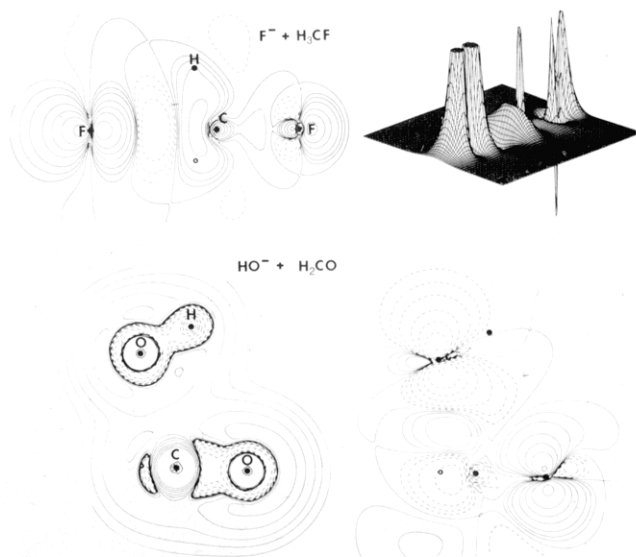 F⁻ + H₃CF
H
F C F
HO⁻ + H₂CO
H
O
C O